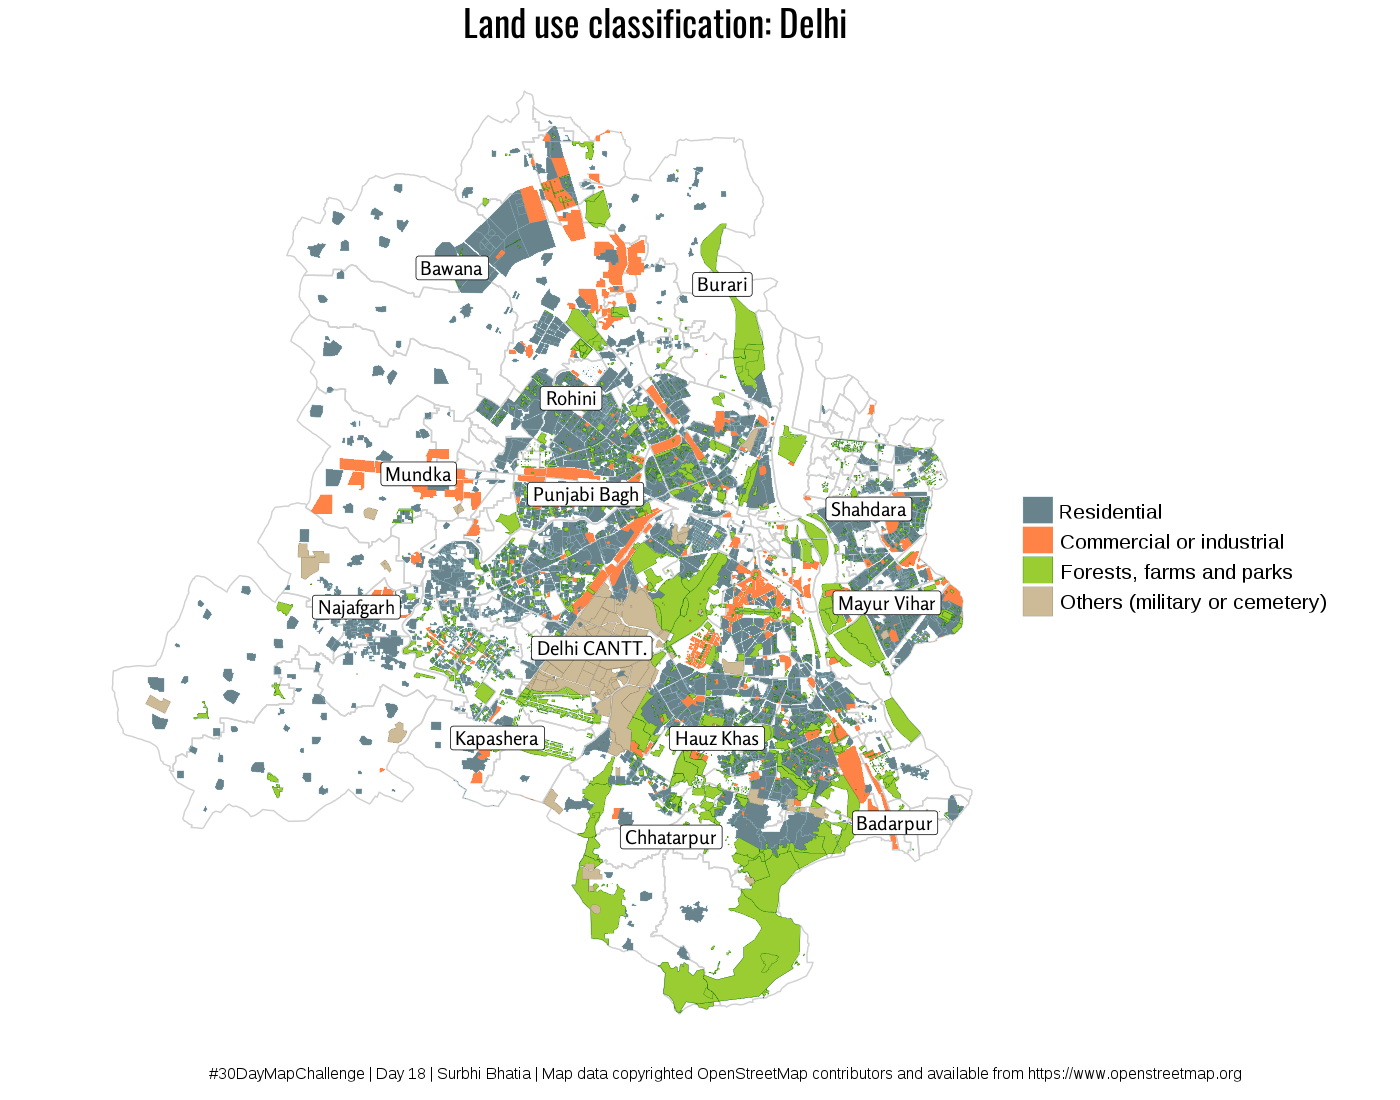 Land use classification: Delhi
Bawana
Burari
Rohini
Mundka
Punjabi Bagh
Shahdara
Residential
Commercial or industrial
Forests, farms and parks
Others (military or cemetery)
Najafgarh
Mayur Vihar
Delhi CANTT.
Kapashera
Hauz Khas
Chhatarpur
Badarpur
#30DayMapChallenge | Day 18 | Surbhi Bhatia | Map data copyrighted OpenStreetMap contributors and available from https://www.openstreetmap.org